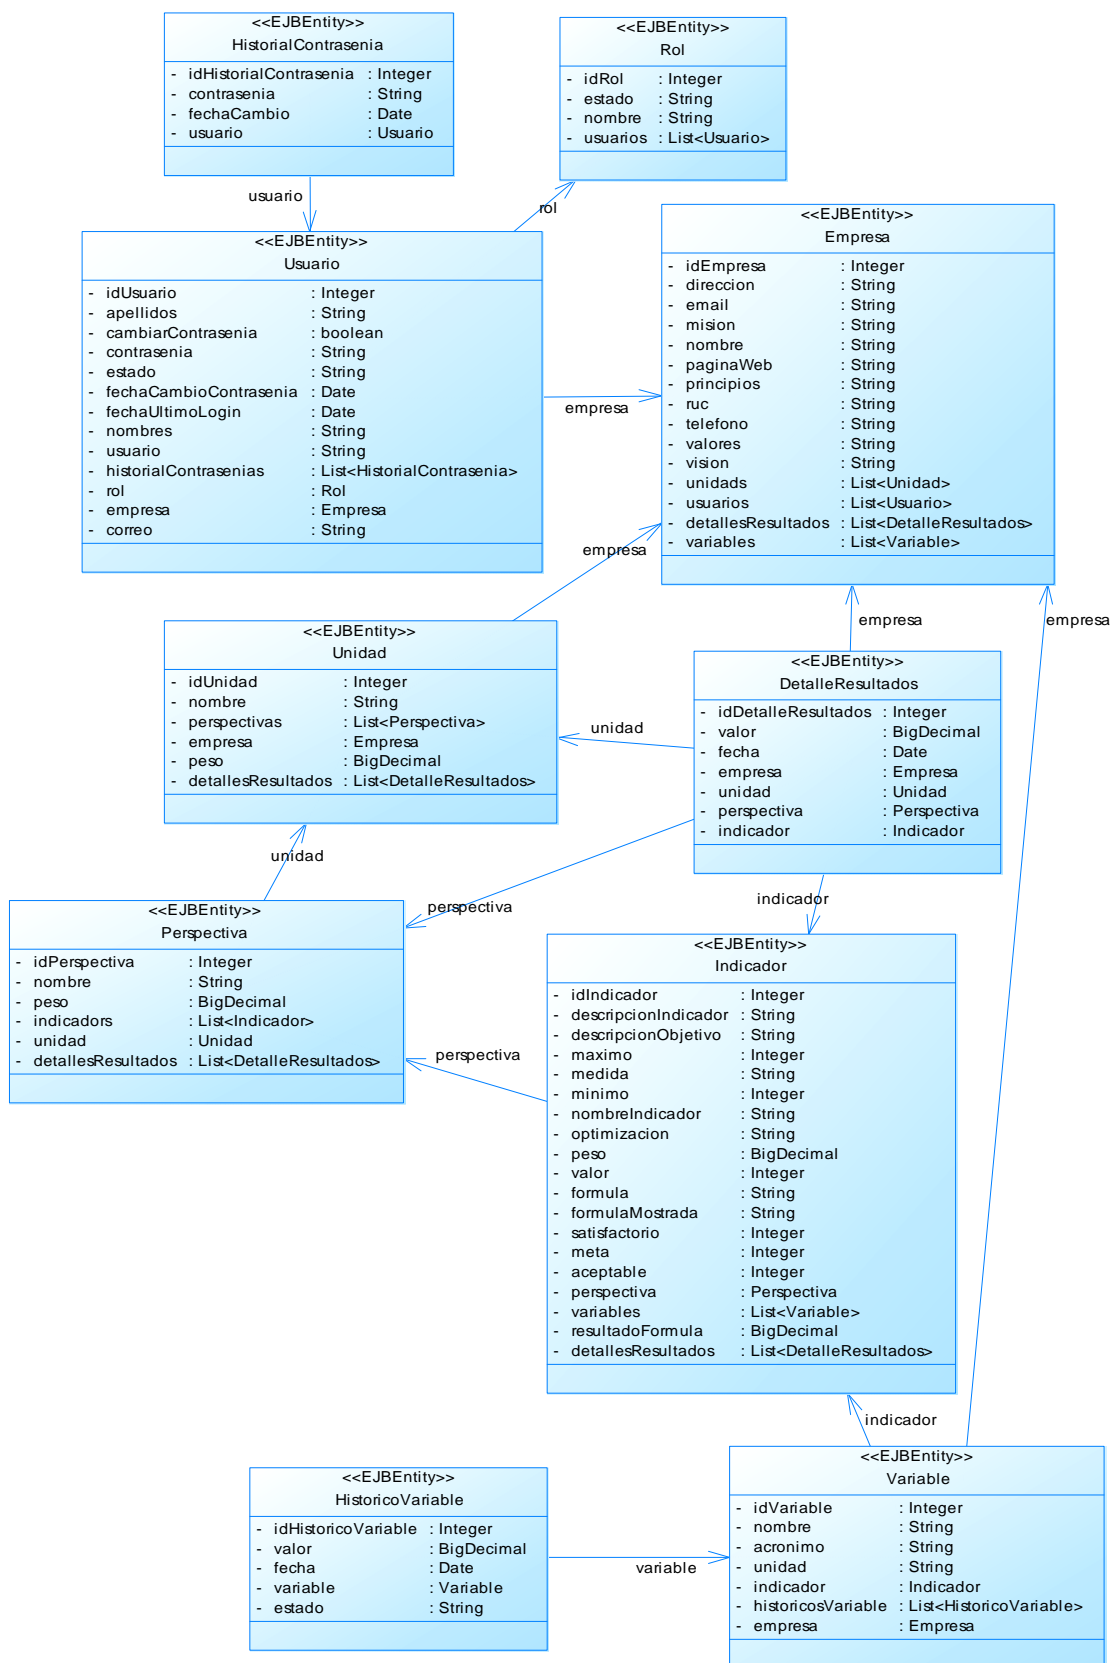 <<EJBEntity>>
HistorialContrasenia
- idHistorialContrasenia : Integer
- contrasenia : String
- fechaCambio : Date
- usuario : Usuario
<<EJBEntity>>
Rol
- idRol : Integer
- estado : String
- nombre : String
- usuarios : List<Usuario>
usuario
rol
<<EJBEntity>>
Usuario
- idUsuario : Integer
- apellidos : String
- cambiarContrasenia : boolean
- contrasenia : String
- estado : String
- fechaCambioContrasenia : Date
- fechaUltimoLogin : Date
- nombres : String
- usuario : String
- historialContrasenias : List<HistorialContrasenia>
- rol : Rol
- empresa : Empresa
- correo : String
empresa
<<EJBEntity>>
Empresa
- idEmpresa : Integer
- direccion : String
- email : String
- mision : String
- nombre : String
- paginaWeb : String
- principios : String
- ruc : String
- telefono : String
- valores : String
- vision : String
- unidads : List<Unidad>
- usuarios : List<Usuario>
- detallesResultados : List<DetalleResultados>
- variables : List<Variable>
empresa
empresa
empresa
<<EJBEntity>>
Unidad
- idUnidad : Integer
- nombre : String
- perspectivas : List<Perspectiva>
- empresa : Empresa
- peso : BigDecimal
- detallesResultados : List<DetalleResultados>
unidad
<<EJBEntity>>
DetalleResultados
- idDetalleResultados : Integer
- valor : BigDecimal
- fecha : Date
- empresa : Empresa
- unidad : Unidad
- perspectiva : Perspectiva
- indicador : Indicador
unidad
perspectiva
indicador
<<EJBEntity>>
Perspectiva
- idPerspectiva : Integer
- nombre : String
- peso : BigDecimal
- indicadors : List<Indicador>
- unidad : Unidad
- detallesResultados : List<DetalleResultados>
perspectiva
<<EJBEntity>>
Indicador
- idIndicador : Integer
- descripcionIndicador : String
- descripcionObjetivo : String
- maximo : Integer
- medida : String
- minimo : Integer
- nombreIndicador : String
- optimizacion : String
- peso : BigDecimal
- valor : Integer
- formula : String
- formulaMostrada : String
- satisfactorio : Integer
- meta : Integer
- aceptable : Integer
- perspectiva : Perspectiva
- variables : List<Variable>
- resultadoFormula : BigDecimal
- detallesResultados : List<DetalleResultados>
indicador
<<EJBEntity>>
HistoricoVariable
- idHistoricoVariable : Integer
- valor : BigDecimal
- fecha : Date
- variable : Variable
- estado : String
variable
<<EJBEntity>>
Variable
- idVariable : Integer
- nombre : String
- acronimo : String
- unidad : String
- indicador : Indicador
- historicosVariable : List<HistoricoVariable>
- empresa : Empresa